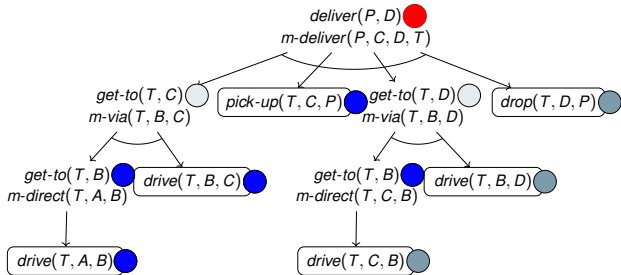 deliver(P, D)
m-deliver(P, C, D, T)
get-to(T, C)
m-via(T, B, C)
pick-up(T, C, P)
get-to(T, D)
m-via(T, B, D)
drop(T, D, P)
get-to(T, B)
m-direct(T, A, B)
drive(T, B, C)
get-to(T, B)
m-direct(T, C, B)
drive(T, B, D)
drive(T, A, B)
drive(T, C, B)